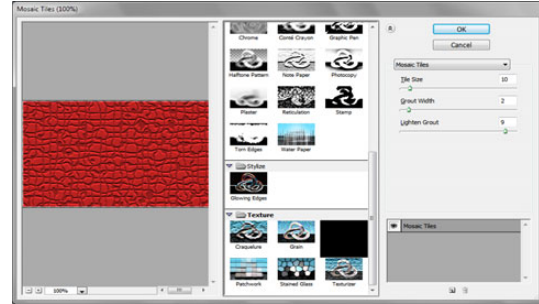 Mosaic Tiles (100%)
Chrome Conté Crayon Graphic Pen
Halftone Pattern Note Paper Photocopy
Plaster Reticulation Stamp
Torn Edges Water Paper
Stylize
Glowing Edges
Texture
Craquelure Grain
Patchwork Stained Glass Texturizer
100%
OK
Cancel
Mosaic Tiles
Tile Size 10
Grout Width 2
Lighten Grout 9
Mosaic Tiles